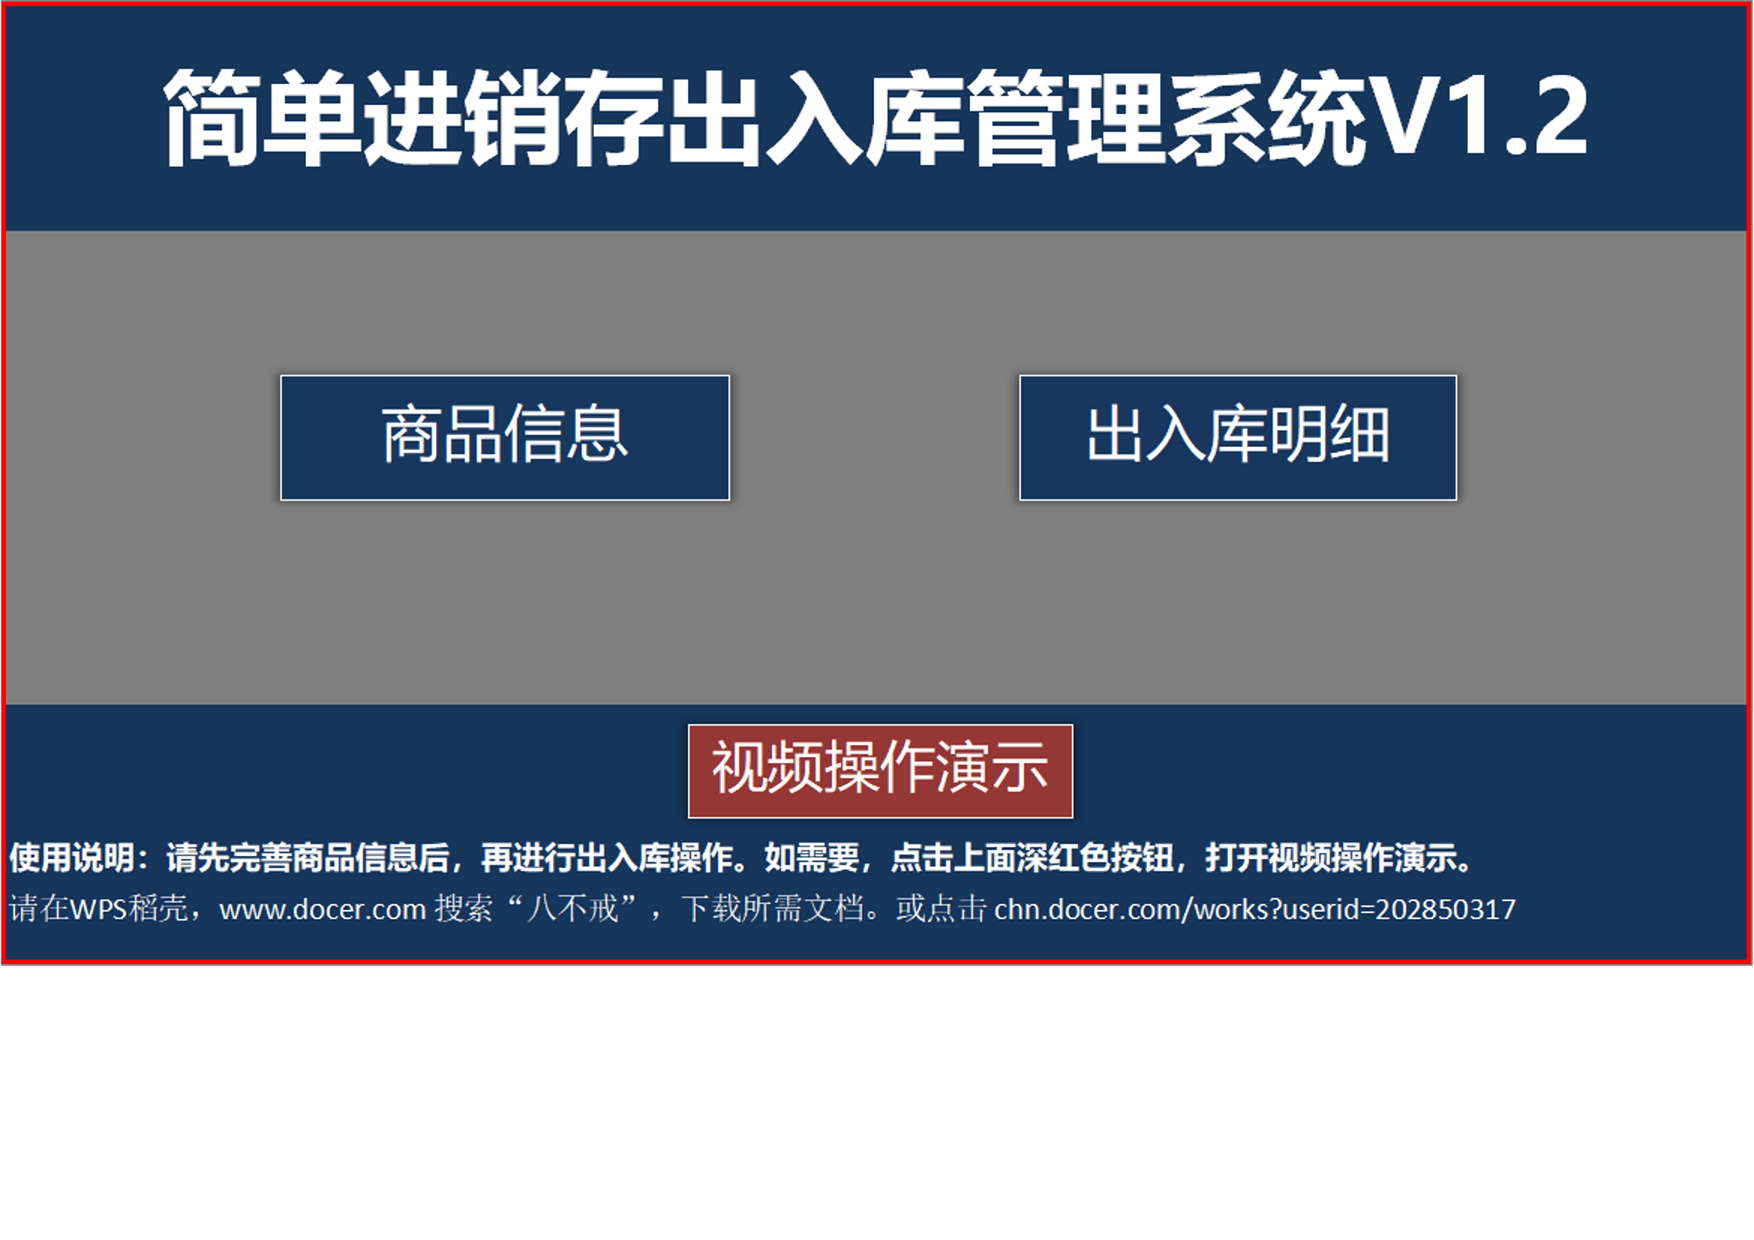 简单进销存出入库管理系统V1.2
商品信息
出入库明细
视频操作演示
使用说明：请先完善商品信息后，再进行出入库操作。如需要，点击上面深红色按钮，打开视频操作演示。
请在WPS稻壳，www.docer.com 搜索“八不戒”，下载所需文档。或点击 chn.docer.com/works?userid=202850317